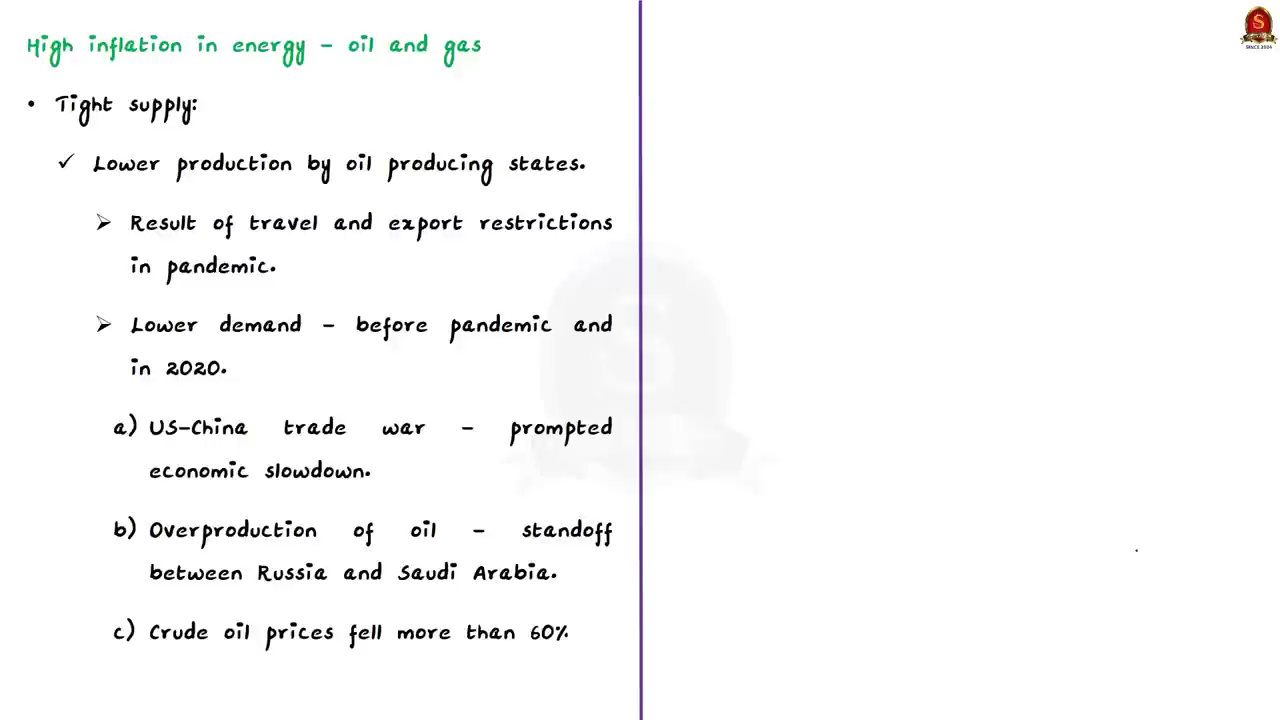 High inflation in energy – oil and gas
• Tight supply:
✓ Lower production by oil producing states.
➢ Result of travel and export restrictions
in pandemic.
➢ Lower demand – before pandemic and
in 2020.
a) US-China trade war – prompted
economic slowdown.
b) Overproduction of oil – standoff
between Russia and Saudi Arabia.
c) Crude oil prices fell more than 60%
S
SINCE 2004